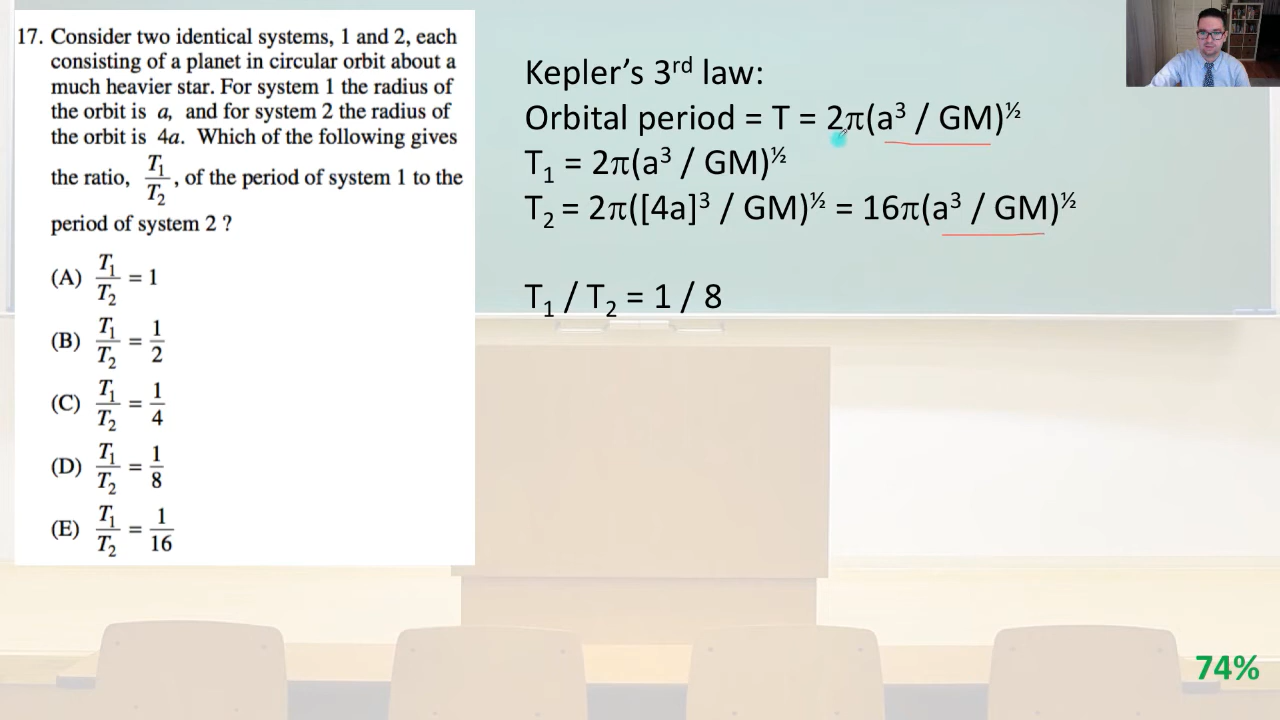 17. Consider two identical systems, 1 and 2, each
consisting of a planet in circular orbit about a
much heavier star. For system 1 the radius of
the orbit is a, and for system 2 the radius of
the orbit is 4a. Which of the following gives
the ratio, T₁/T₂, of the period of system 1 to the
period of system 2 ?
(A) T₁/T₂ = 1
(B) T₁/T₂ = 1/2
(C) T₁/T₂ = 1/4
(D) T₁/T₂ = 1/8
(E) T₁/T₂ = 1/16
Kepler’s 3ʳᵈ law:
Orbital period = T = 2π(a³ / GM)^½
T₁ = 2π(a³ / GM)^½
T₂ = 2π([4a]³ / GM)^½ = 16π(a³ / GM)^½
T₁ / T₂ = 1 / 8
74%